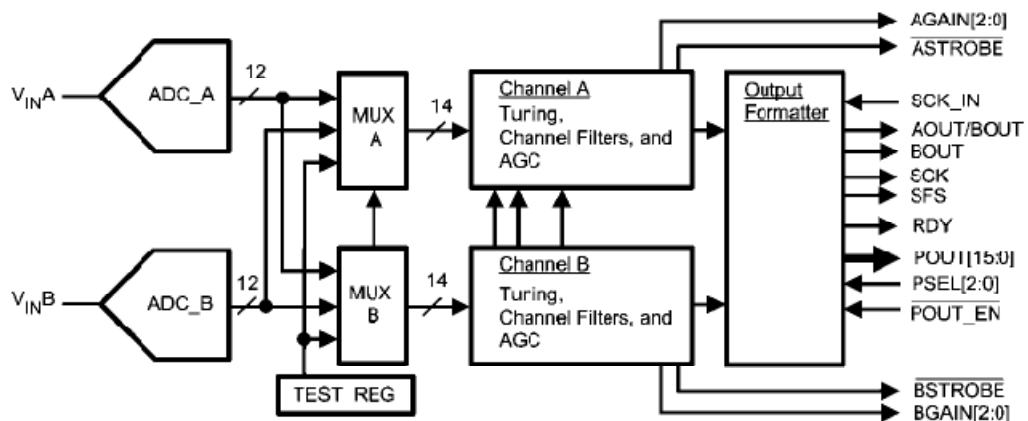 AGAIN[2:0]
ASTROBE
12
V_IN A
ADC_A
MUX
A
14
Channel A
Turing,
Channel Filters, and
AGC
Output
Formatter
SCK_IN
AOUT/BOUT
BOUT
SCK
SFS
RDY
POUT[15:0]
PSEL[2:0]
POUT_EN
12
V_IN B
ADC_B
MUX
B
14
Channel B
Turing,
Channel Filters, and
AGC
TEST REG
BSTROBE
BGAIN[2:0]